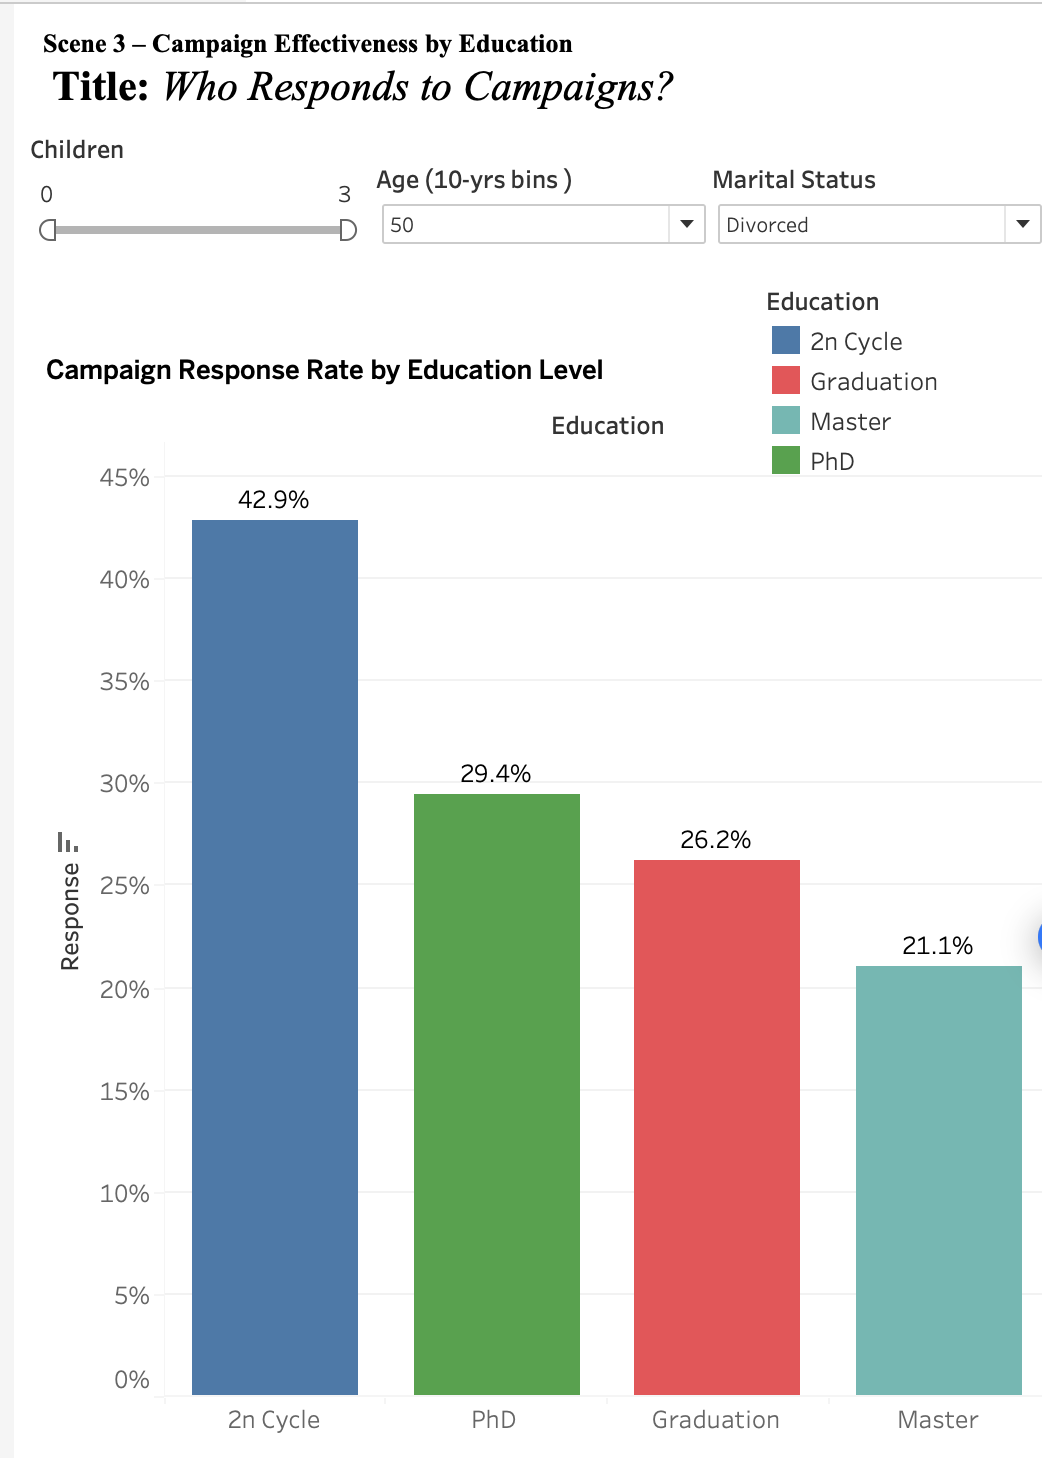 Scene 3 – Campaign Effectiveness by Education
Title: Who Responds to Campaigns?
Children
0 3
Age (10-yrs bins )
50
Marital Status
Divorced
Education
2n Cycle
Graduation
Master
PhD
Campaign Response Rate by Education Level
Education
45%
40%
35%
30%
25%
20%
15%
10%
5%
0%
Response
42.9%
29.4%
26.2%
21.1%
2n Cycle PhD Graduation Master